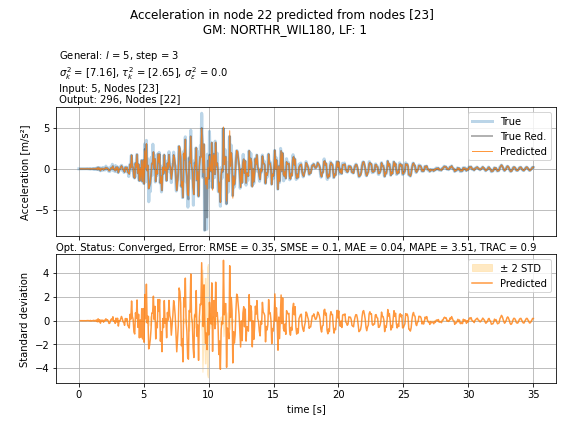 Acceleration in node 22 predicted from nodes [23]
GM: NORTHR_WIL180, LF: 1
General: l = 5, step = 3
σ²ₖ = [7.16], τ²ₖ = [2.65], σ²ε = 0.0
Input: 5, Nodes [23]
Output: 296, Nodes [22]
Acceleration [m/s²]
5
0
−5
True
True Red.
Predicted
Opt. Status: Converged, Error: RMSE = 0.35, SMSE = 0.1, MAE = 0.04, MAPE = 3.51, TRAC = 0.9
Standard deviation
4
2
0
−2
−4
± 2 STD
Predicted
0 5 10 15 20 25 30 35
time [s]